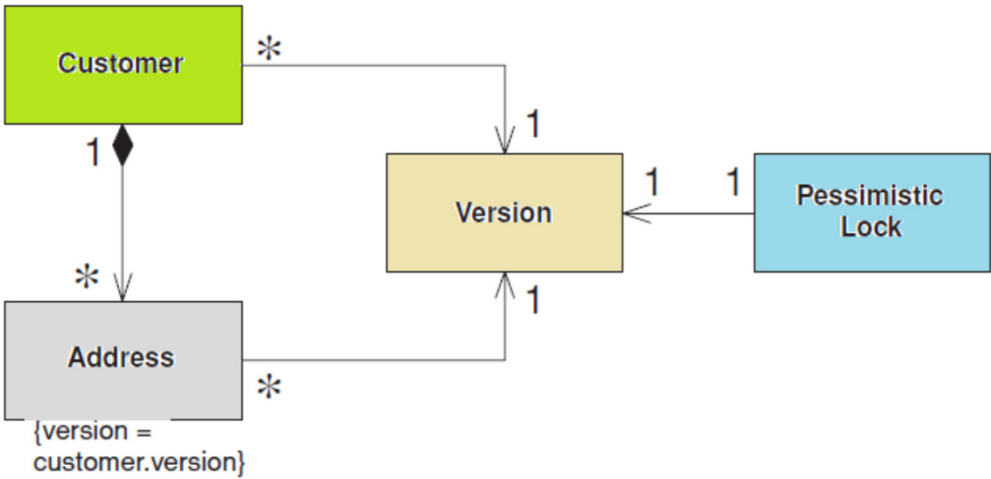 Customer
*
1
1
*
Version
1
1
Pessimistic
Lock
1
Address
*
{version =
customer.version}